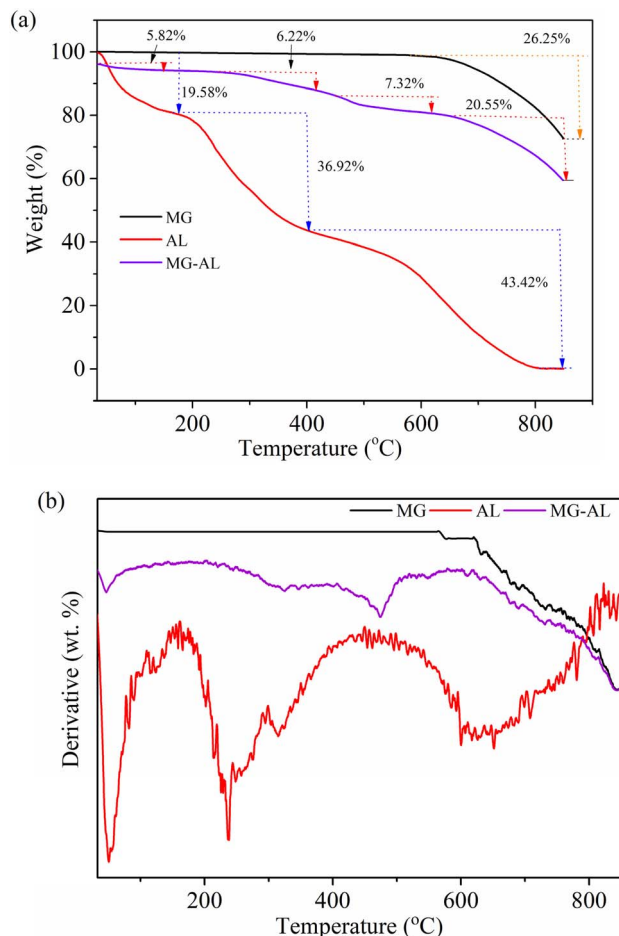 (a)
5.82%
6.22%
26.25%
19.58%
7.32%
20.55%
36.92%
43.42%
MG
AL
MG-AL
Weight (%)
100
80
60
40
20
0
200
400
600
800
Temperature (°C)
(b)
MG
AL
MG-AL
Derivative (wt. %)
200
400
600
800
Temperature (°C)